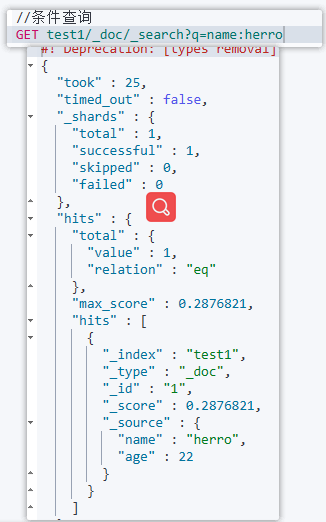 //条件查询
GET test1/_doc/_search?q=name:herro
#! Deprecation: [types removal]
{
"took" : 25,
"timed_out" : false,
"_shards" : {
"total" : 1,
"successful" : 1,
"skipped" : 0,
"failed" : 0
},
"hits" : {
"total" : {
"value" : 1,
"relation" : "eq"
},
"max_score" : 0.2876821,
"hits" : [
{
"_index" : "test1",
"_type" : "_doc",
"_id" : "1",
"_score" : 0.2876821,
"_source" : {
"name" : "herro",
"age" : 22
}
}
]